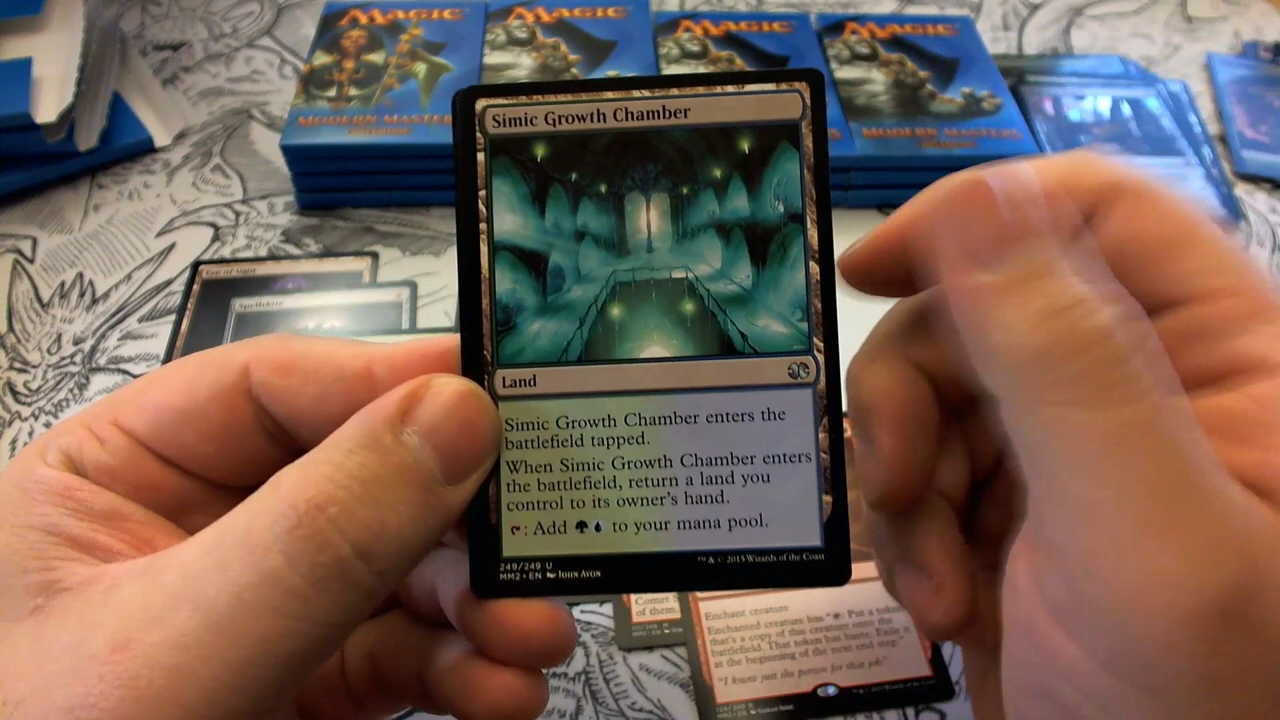 MAGIC
MAGIC
MAGIC
MAGIC
MODERN MASTERS
MODERN MASTERS
Simic Growth Chamber
Spellskite
Land
Simic Growth Chamber enters the
battlefield tapped.
When Simic Growth Chamber enters
the battlefield, return a land you
control to its owner's hand.
: Add to your mana pool.
249/249 U
MM2 • EN JOHN AVON
™ & © 2015 Wizards of the Coast
of them.
Enchant creature
Enchanted creature has " : Put a token
that's a copy of this creature onto the
battlefield. That token has haste. Exile it
at the beginning of the next end step."
"I know just the person for that job."